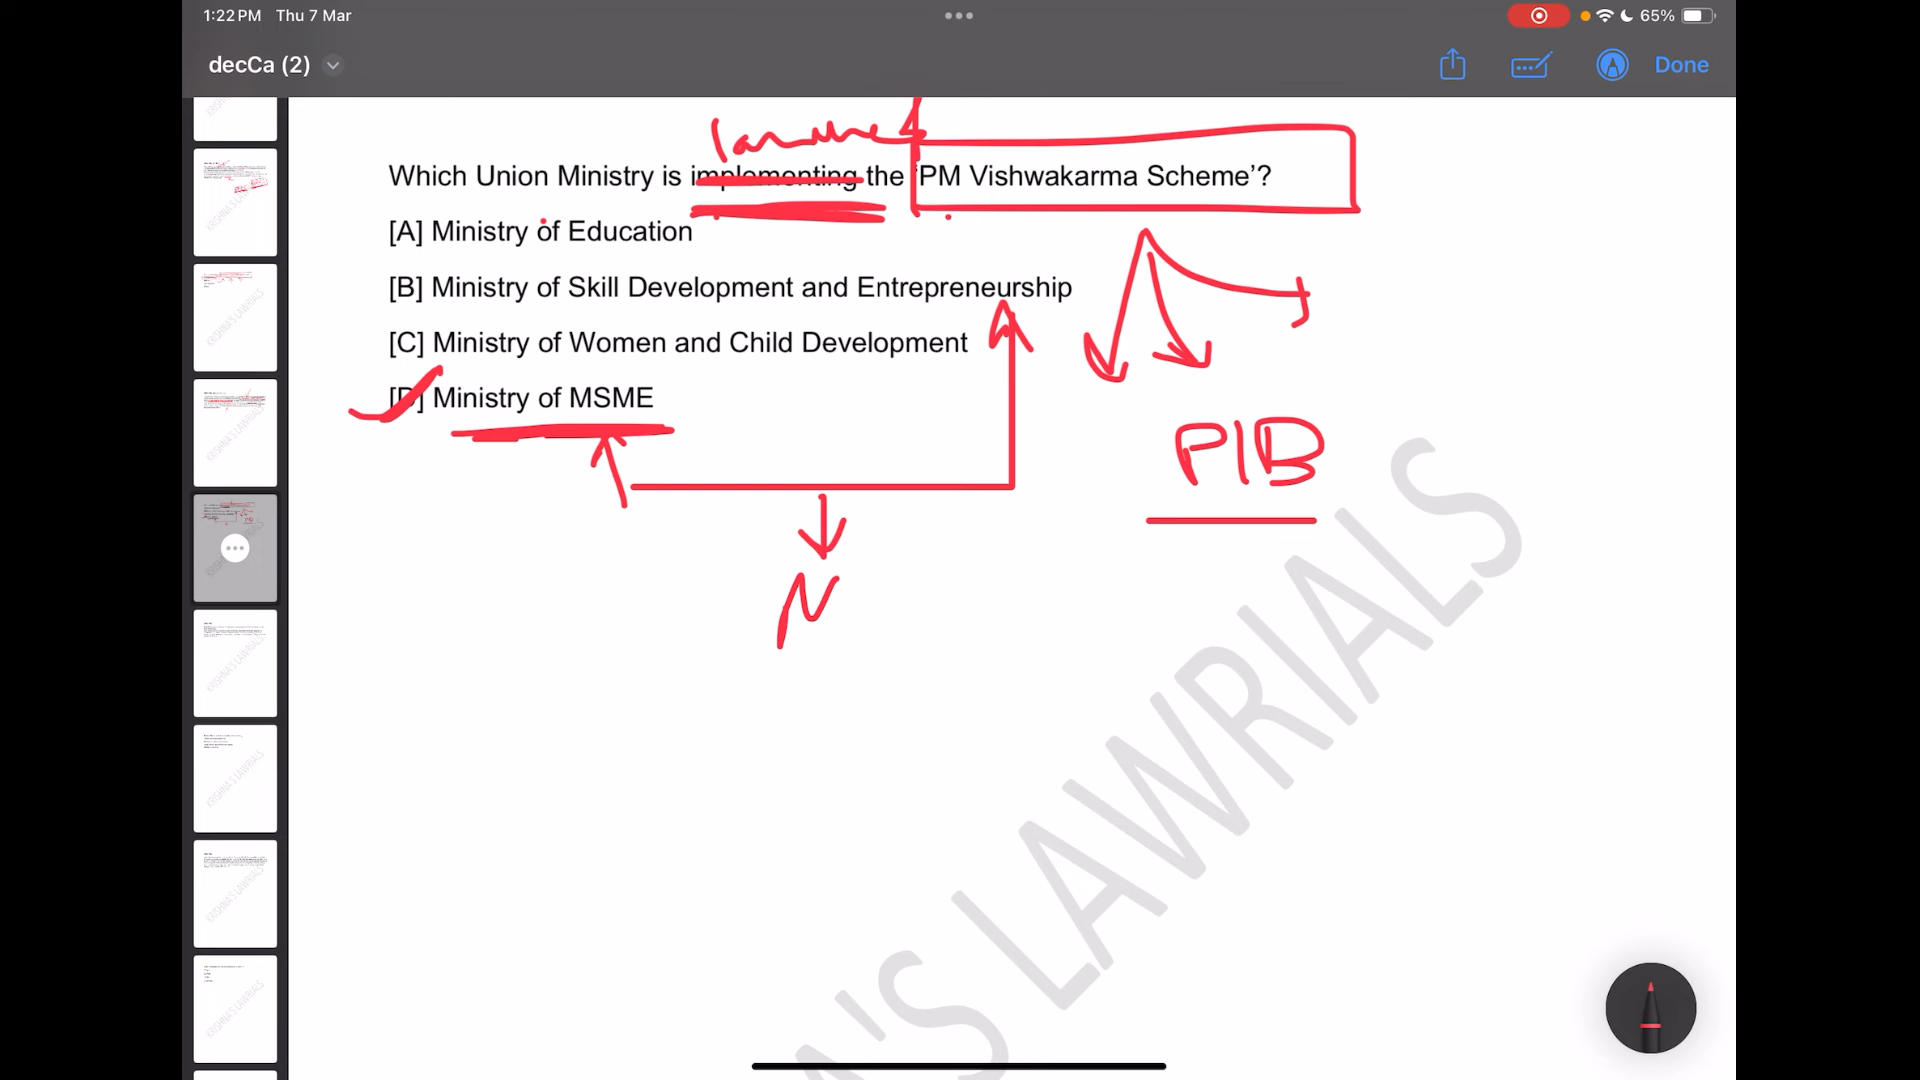 1:22 PM Thu 7 Mar
65%
decCa (2)
Done
Which Union Ministry is implementing the 'PM Vishwakarma Scheme'?
[A] Ministry of Education
[B] Ministry of Skill Development and Entrepreneurship
[C] Ministry of Women and Child Development
[D] Ministry of MSME
PIB
N
'S LAWRIALS